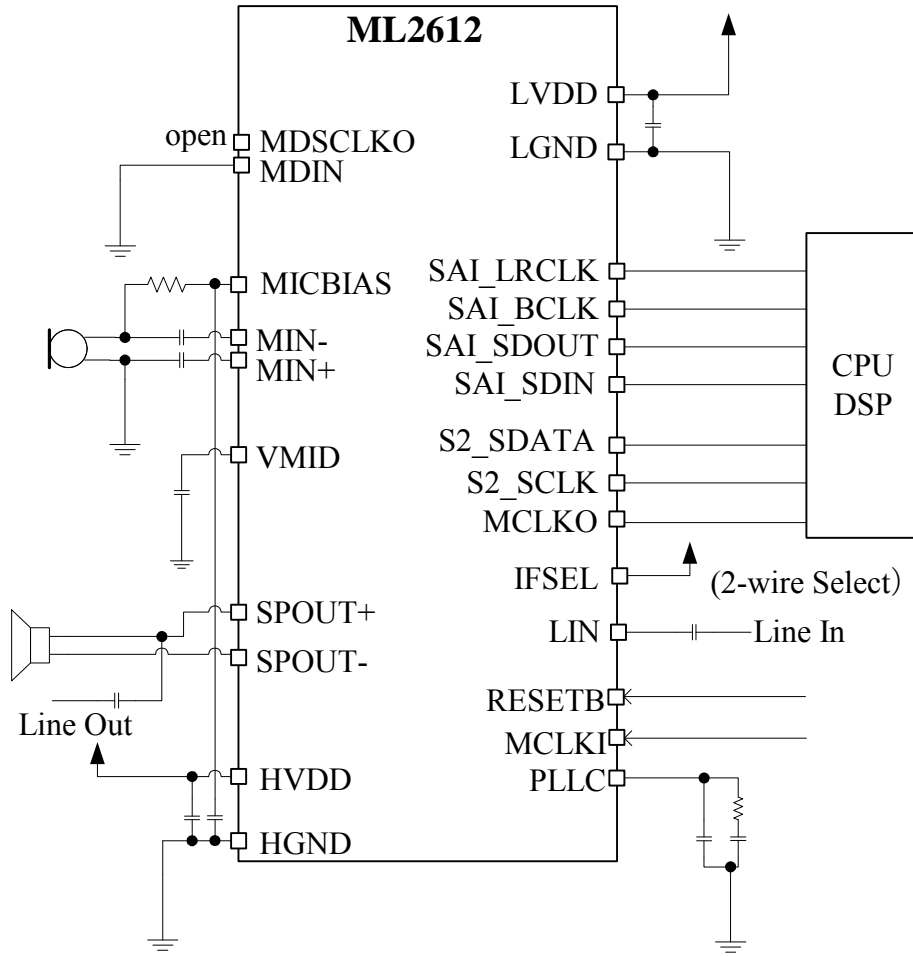 ML2612
open
MDSCLKO
MDIN
MICBIAS
MIN-
MIN+
VMID
SPOUT+
SPOUT-
Line Out
HVDD
HGND
LVDD
LGND
SAI_LRCLK
SAI_BCLK
SAI_SDOUT
SAI_SDIN
S2_SDATA
S2_SCLK
MCLKO
IFSEL
(2-wire Select)
LIN
Line In
RESETB
MCLKI
PLLC
CPU
DSP